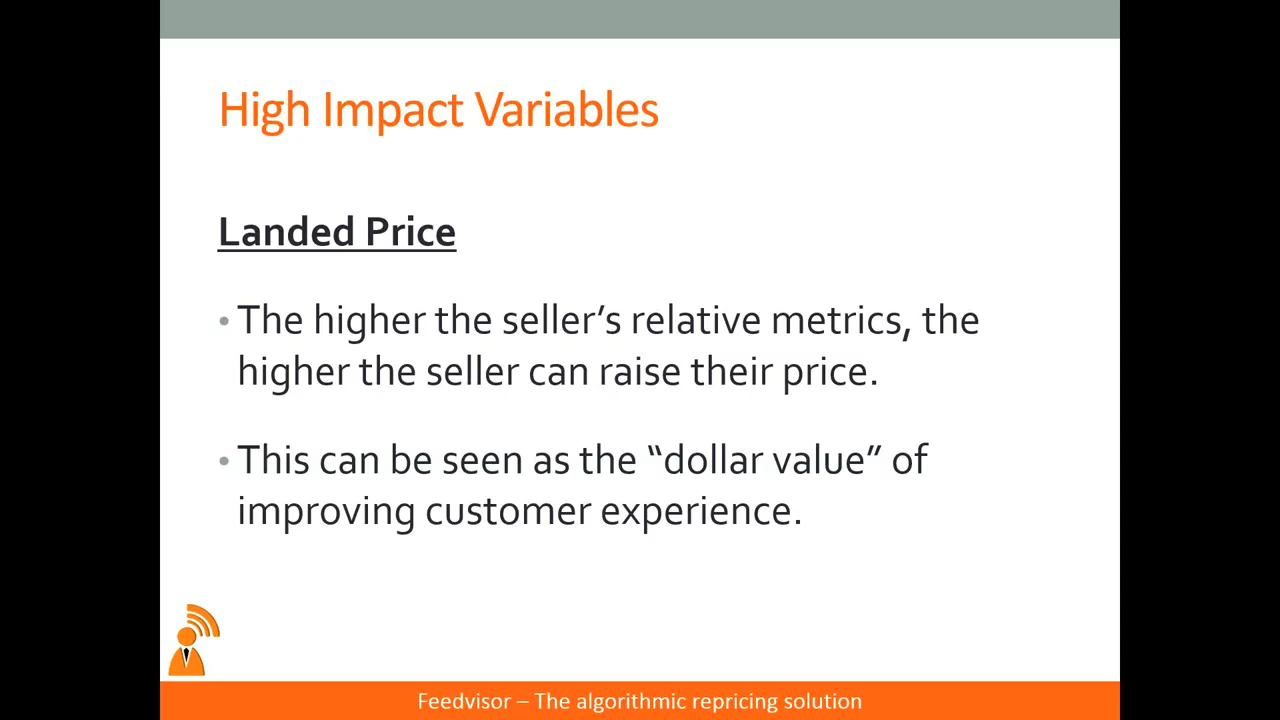 High Impact Variables
Landed Price
• The higher the seller’s relative metrics, the
higher the seller can raise their price.
• This can be seen as the “dollar value” of
improving customer experience.
Feedvisor – The algorithmic repricing solution